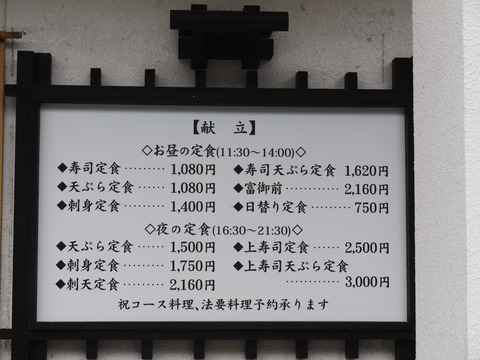 【献 立】
◇お昼の定食(11:30〜14:00)◇
◆寿司定食………1,080円 ◆寿司天ぷら定食 1,620円
◆天ぷら定食……1,080円 ◆富御前………2,160円
◆刺身定食………1,400円 ◆日替り定食………750円
◇夜の定食(16:30〜21:30)◇
◆天ぷら定食……1,500円 ◆上寿司定食……2,500円
◆刺身定食………1,750円 ◆上寿司天ぷら定食
◆刺天定食………2,160円 …………3,000円
祝コース料理、法要料理予約承ります